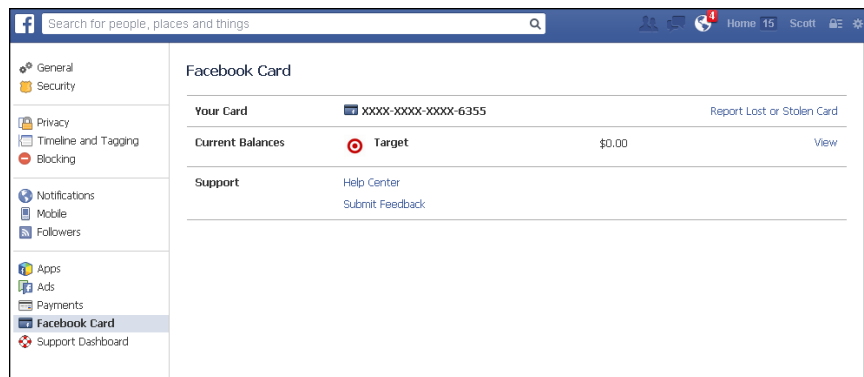 Search for people, places and things
4
Home 15 Scott
General
Security
Privacy
Timeline and Tagging
Blocking
Notifications
Mobile
Followers
Apps
Ads
Payments
Facebook Card
Support Dashboard
Facebook Card
Your Card XXXX-XXXX-XXXX-6355 Report Lost or Stolen Card
Current Balances Target $0.00 View
Support Help Center
Submit Feedback